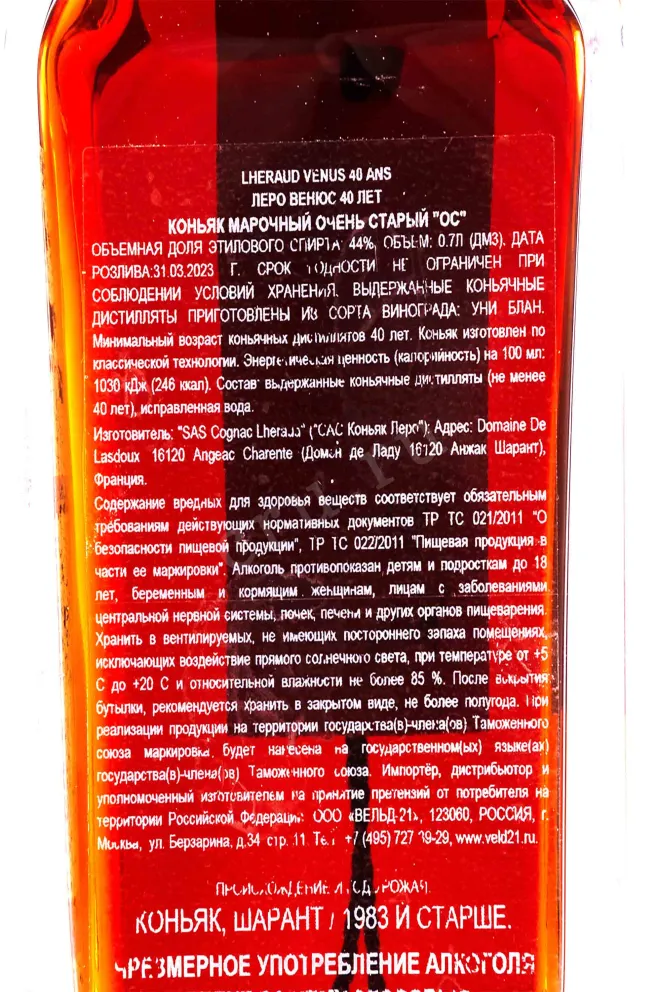 LHERAUD VENUS 40 ANS
ЛЕРО ВЕНЮС 40 ЛЕТ
КОНЬЯК МАРОЧНЫЙ ОЧЕНЬ СТАРЫЙ "ОС"
ОБЪЕМНАЯ ДОЛЯ ЭТИЛОВОГО СПИРТА: 44%, ОБЪЕМ: 0.7Л (ДМ3). ДАТА
РОЗЛИВА:31.03.2023 Г. СРОК ГОДНОСТИ НЕ ОГРАНИЧЕН ПРИ
СОБЛЮДЕНИИ УСЛОВИЙ ХРАНЕНИЯ. ВЫДЕРЖАННЫЕ КОНЬЯЧНЫЕ
ДИСТИЛЛЯТЫ ПРИГОТОВЛЕНЫ ИЗ СОРТА ВИНОГРАДА: УНИ БЛАН.
Минимальный возраст коньячных дистиллятов 40 лет. Коньяк изготовлен по
классической технологии. Энергетическая ценность (калорийность) на 100 мл:
1030 кДж (246 ккал). Состав: выдержанные коньячные дистилляты (не менее
40 лет), исправленная вода.
Изготовитель: "SAS Cognac Lheraud" ("САС Коньяк Леро"): Адрес: Domaine De
Lasdoux 16120 Angeac Charente (Домэн де Ладу 16120 Анжак Шарант),
Франция.
Содержание вредных для здоровья веществ соответствует обязательным
требованиям действующих нормативных документов ТР ТС 021/2011 "О
безопасности пищевой продукции", ТР ТС 022/2011 "Пищевая продукция в
части ее маркировки". Алкоголь противопоказан детям и подросткам до 18
лет, беременным и кормящим женщинам, лицам с заболеваниями
центральной нервной системы, почек, печени и других органов пищеварения.
Хранить в вентилируемых, не имеющих постороннего запаха помещениях,
исключающих воздействие прямого солнечного света, при температуре от +5
С до +20 С и относительной влажности не более 85 %. После вскрытия
бутылки, рекомендуется хранить в закрытом виде, не более полугода. При
реализации продукции на территории государства(в)-члена(ов) Таможенного
союза маркировка будет нанесена на государственном(ых) языке(ах)
государства(в)-члена(ов) Таможенного союза. Импортёр, дистрибьютор и
уполномоченный изготовителем на принятие претензий от потребителя на
территории Российской Федерации: ООО «ВЕЛЬД-21», 123060, РОССИЯ, г.
Москва, ул. Берзарина, д.34 стр. 11. Тел. +7 (495) 727 39-29, www.veld21.ru.
ПРОИСХОЖДЕНИЕ И ГОД УРОЖАЯ:
КОНЬЯК, ШАРАНТ / 1983 И СТАРШЕ.
ЧРЕЗМЕРНОЕ УПОТРЕБЛЕНИЕ АЛКОГОЛЯ